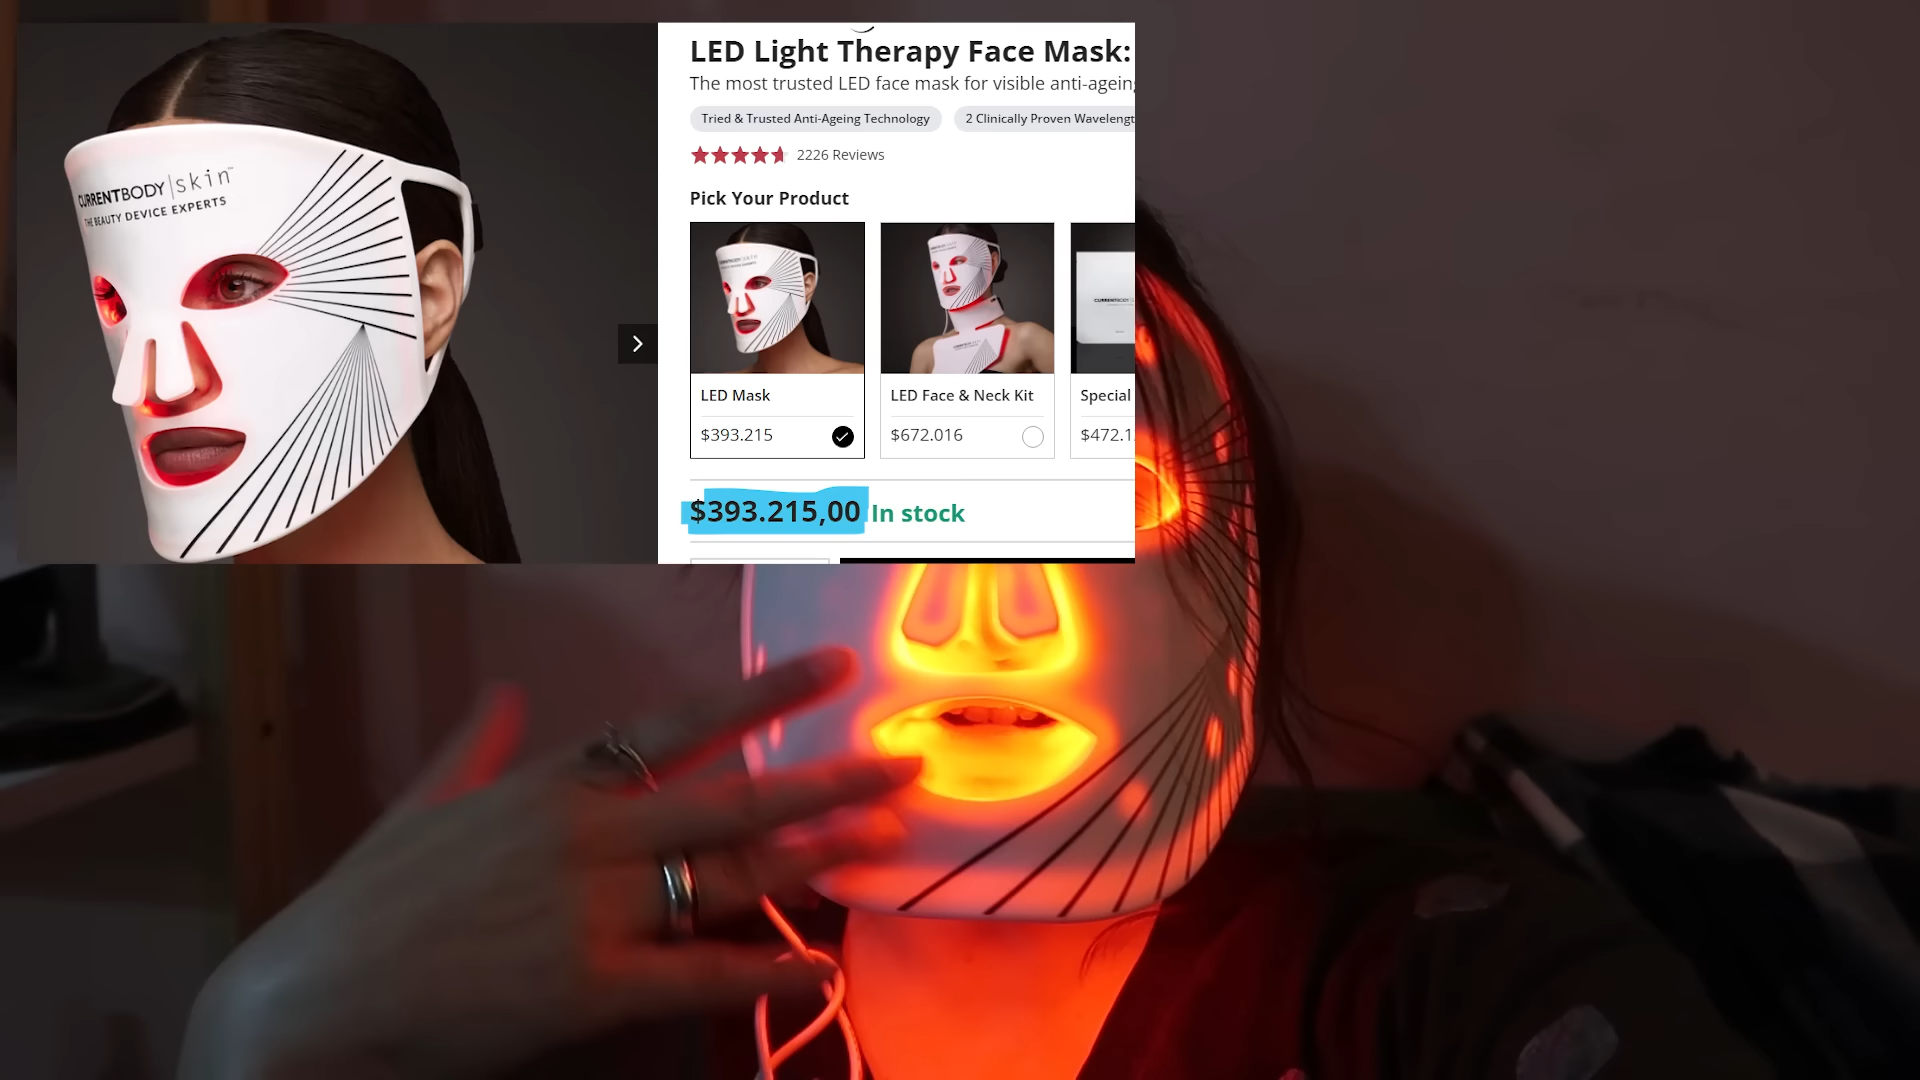 CURRENTBODY|skin™
THE BEAUTY DEVICE EXPERTS
LED Light Therapy Face Mask:
The most trusted LED face mask for visible anti-ageing
Tried & Trusted Anti-Ageing Technology
2 Clinically Proven Wavelengt
2226 Reviews
Pick Your Product
LED Mask
$393.215
LED Face & Neck Kit
$672.016
Special
$472.1
$393.215,00 In stock